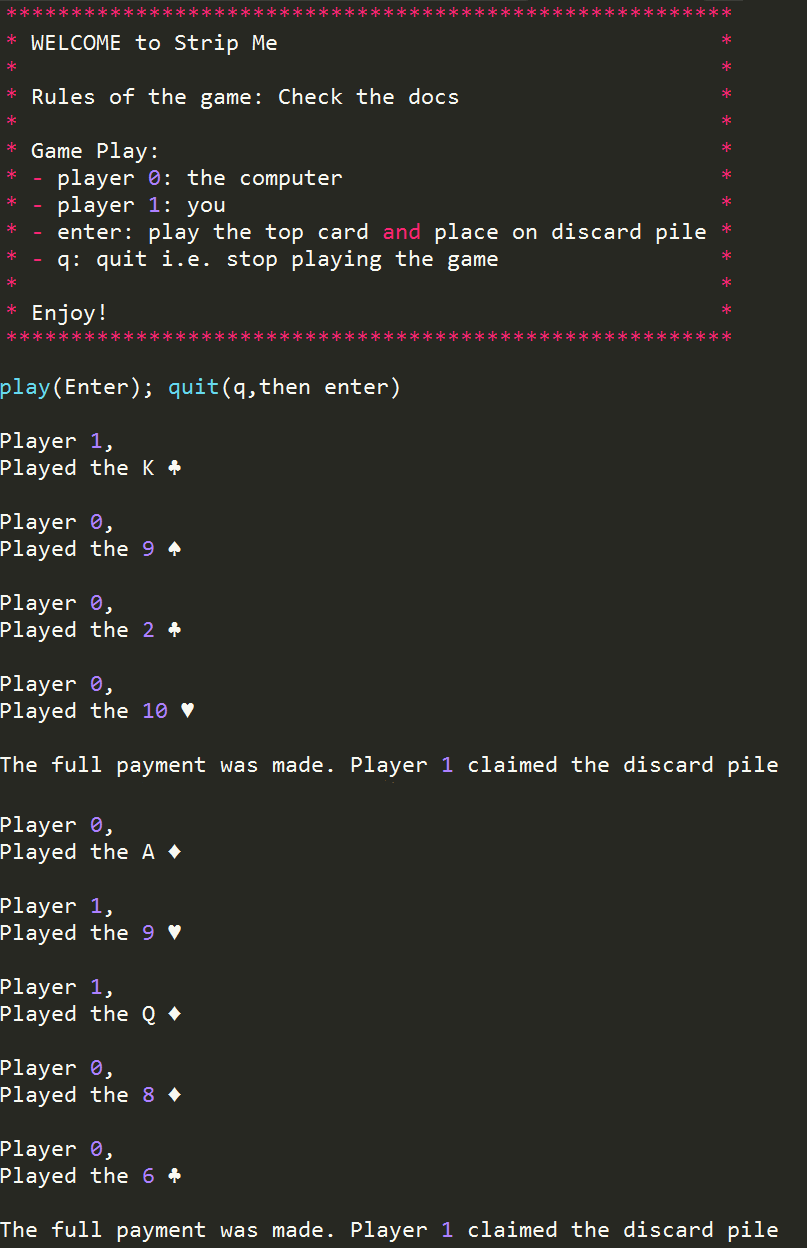 ********************************************************
* WELCOME to Strip Me *
* *
* Rules of the game: Check the docs *
* *
* Game Play: *
* - player 0: the computer *
* - player 1: you *
* - enter: play the top card and place on discard pile *
* - q: quit i.e. stop playing the game *
* *
* Enjoy! *
********************************************************
play(Enter); quit(q,then enter)
Player 1,
Played the K ♣
Player 0,
Played the 9 ♠
Player 0,
Played the 2 ♣
Player 0,
Played the 10 ♥
The full payment was made. Player 1 claimed the discard pile
Player 0,
Played the A ♦
Player 1,
Played the 9 ♥
Player 1,
Played the Q ♦
Player 0,
Played the 8 ♦
Player 0,
Played the 6 ♣
The full payment was made. Player 1 claimed the discard pile